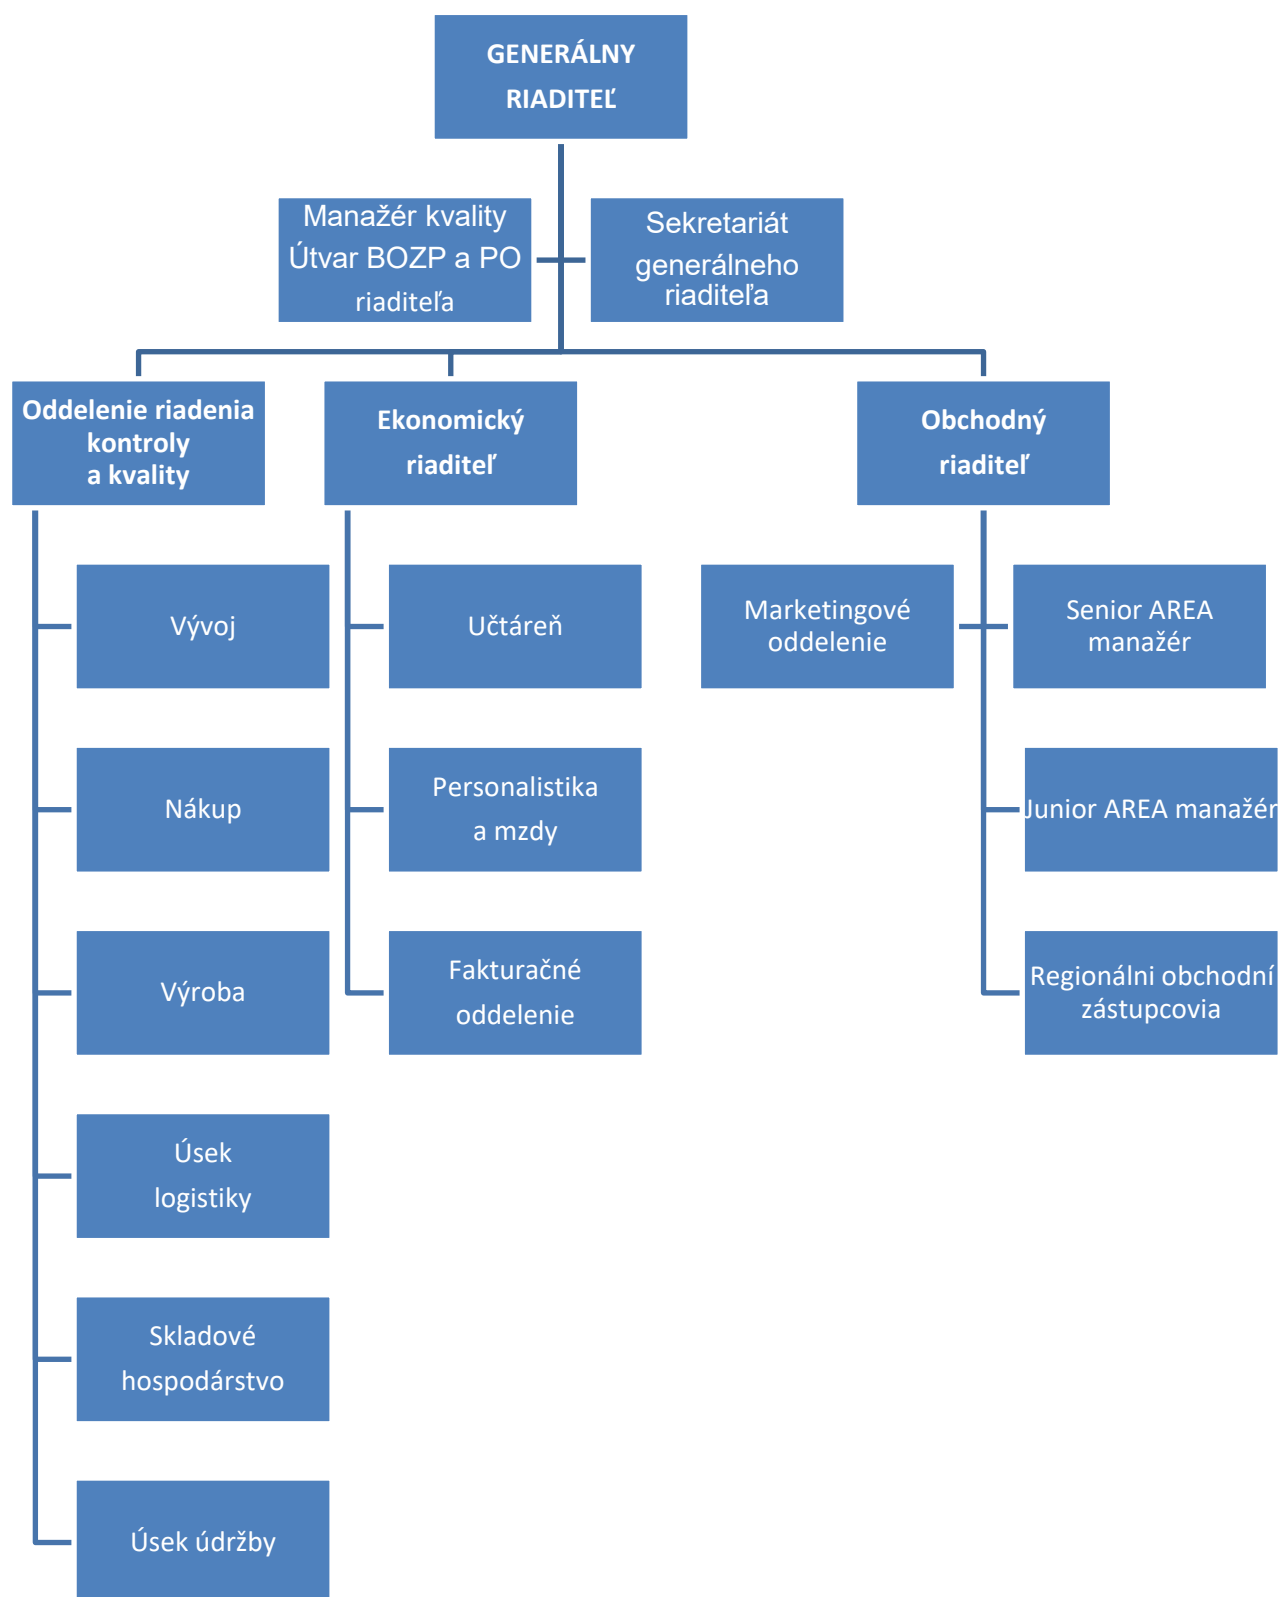 GENERÁLNY
RIADITEĽ
Manažér kvality
Útvar BOZP a PO
riaditeľa
Sekretariát
generálneho
riaditeľa
Oddelenie riadenia
kontroly
a kvality
Ekonomický
riaditeľ
Obchodný
riaditeľ
Vývoj
Učtáreň
Marketingové
oddelenie
Senior AREA
manažér
Nákup
Personalistika
a mzdy
Junior AREA manažér
Výroba
Fakturačné
oddelenie
Regionálni obchodní
zástupcovia
Úsek
logistiky
Skladové
hospodárstvo
Úsek údržby